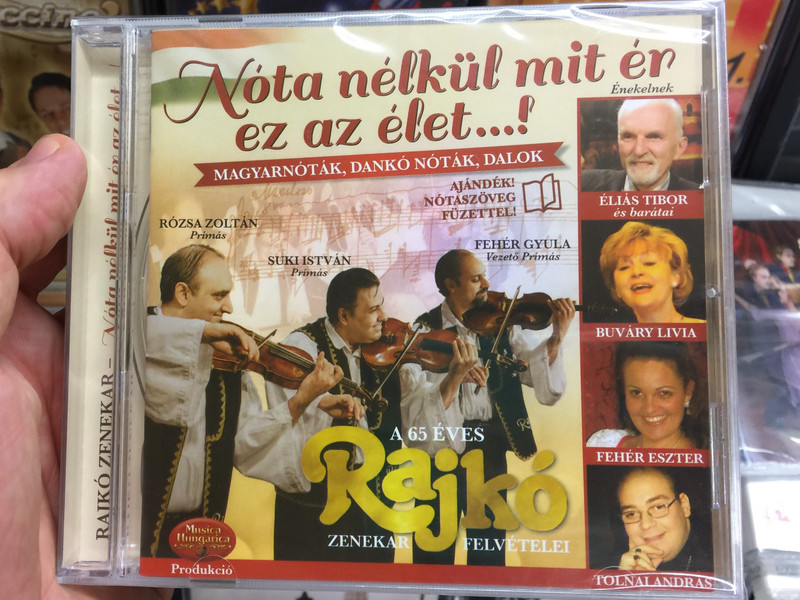 Nóta nélkül mit ér
ez az élet...!
MAGYARNÓTÁK, DANKÓ NÓTÁK, DALOK
AJÁNDÉK!
NÓTASZÖVEG
FÜZETTEL!
RÓZSA ZOLTÁN
Prímás
SUKI ISTVÁN
Prímás
FEHÉR GYULA
Vezető Prímás
Énekelnek
ÉLIÁS TIBOR
és barátai
BUVÁRY LIVIA
FEHÉR ESZTER
TOLNAI ANDRÁS
A 65 ÉVES
Rajkó
ZENEKAR FELVÉTELEI
Musica
Hungarica
Produkció
RAJKÓ ZENEKAR – Nóta nélkül mit ér az élet...!